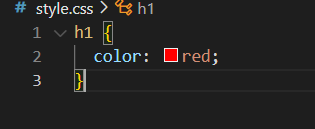 # style.css > h1
1 h1 {
2 color: red;
3 }